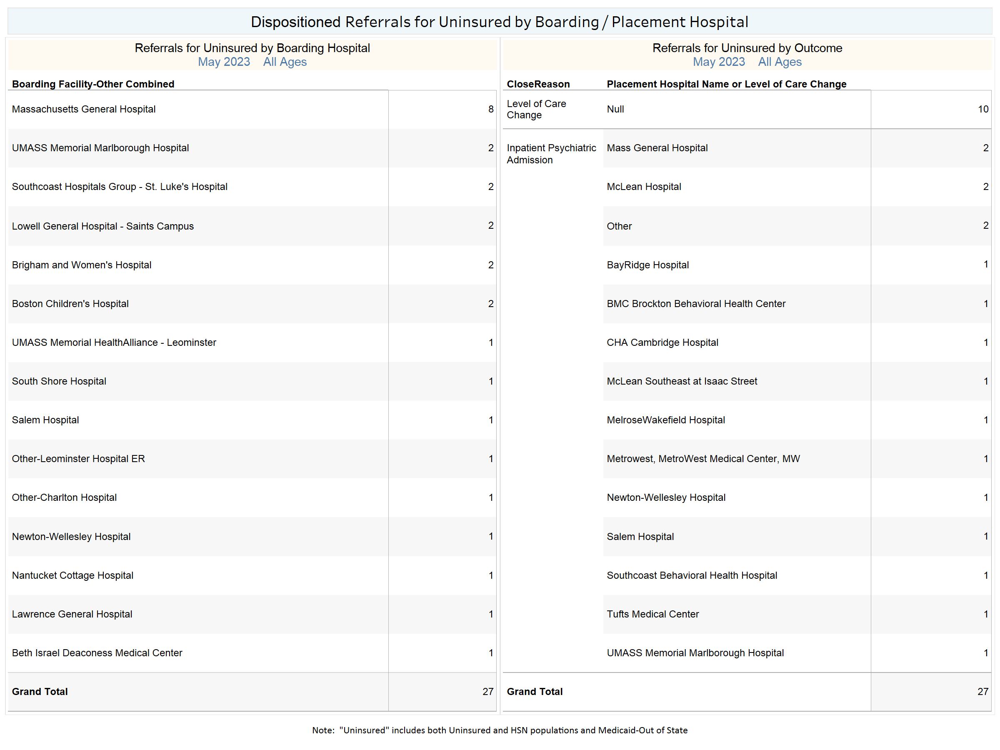 Dispositioned Referrals for Uninsured by Boarding / Placement Hospital
Referrals for Uninsured by Boarding Hospital
May 2023    All Ages
Boarding Facility-Other Combined
Massachusetts General Hospital 8
UMASS Memorial Marlborough Hospital 2
Southcoast Hospitals Group - St. Luke's Hospital 2
Lowell General Hospital - Saints Campus 2
Brigham and Women's Hospital 2
Boston Children's Hospital 2
UMASS Memorial HealthAlliance - Leominster 1
South Shore Hospital 1
Salem Hospital 1
Other-Leominster Hospital ER 1
Other-Charlton Hospital 1
Newton-Wellesley Hospital 1
Nantucket Cottage Hospital 1
Lawrence General Hospital 1
Beth Israel Deaconess Medical Center 1
Grand Total 27
Referrals for Uninsured by Outcome
May 2023    All Ages
CloseReason Placement Hospital Name or Level of Care Change
Level of Care
Change
Null 10
Inpatient Psychiatric
Admission
Mass General Hospital 2
McLean Hospital 2
Other 2
BayRidge Hospital 1
BMC Brockton Behavioral Health Center 1
CHA Cambridge Hospital 1
McLean Southeast at Isaac Street 1
MelroseWakefield Hospital 1
Metrowest, MetroWest Medical Center, MW 1
Newton-Wellesley Hospital 1
Salem Hospital 1
Southcoast Behavioral Health Hospital 1
Tufts Medical Center 1
UMASS Memorial Marlborough Hospital 1
Grand Total 27
Note:  "Uninsured" includes both Uninsured and HSN populations and Medicaid-Out of State